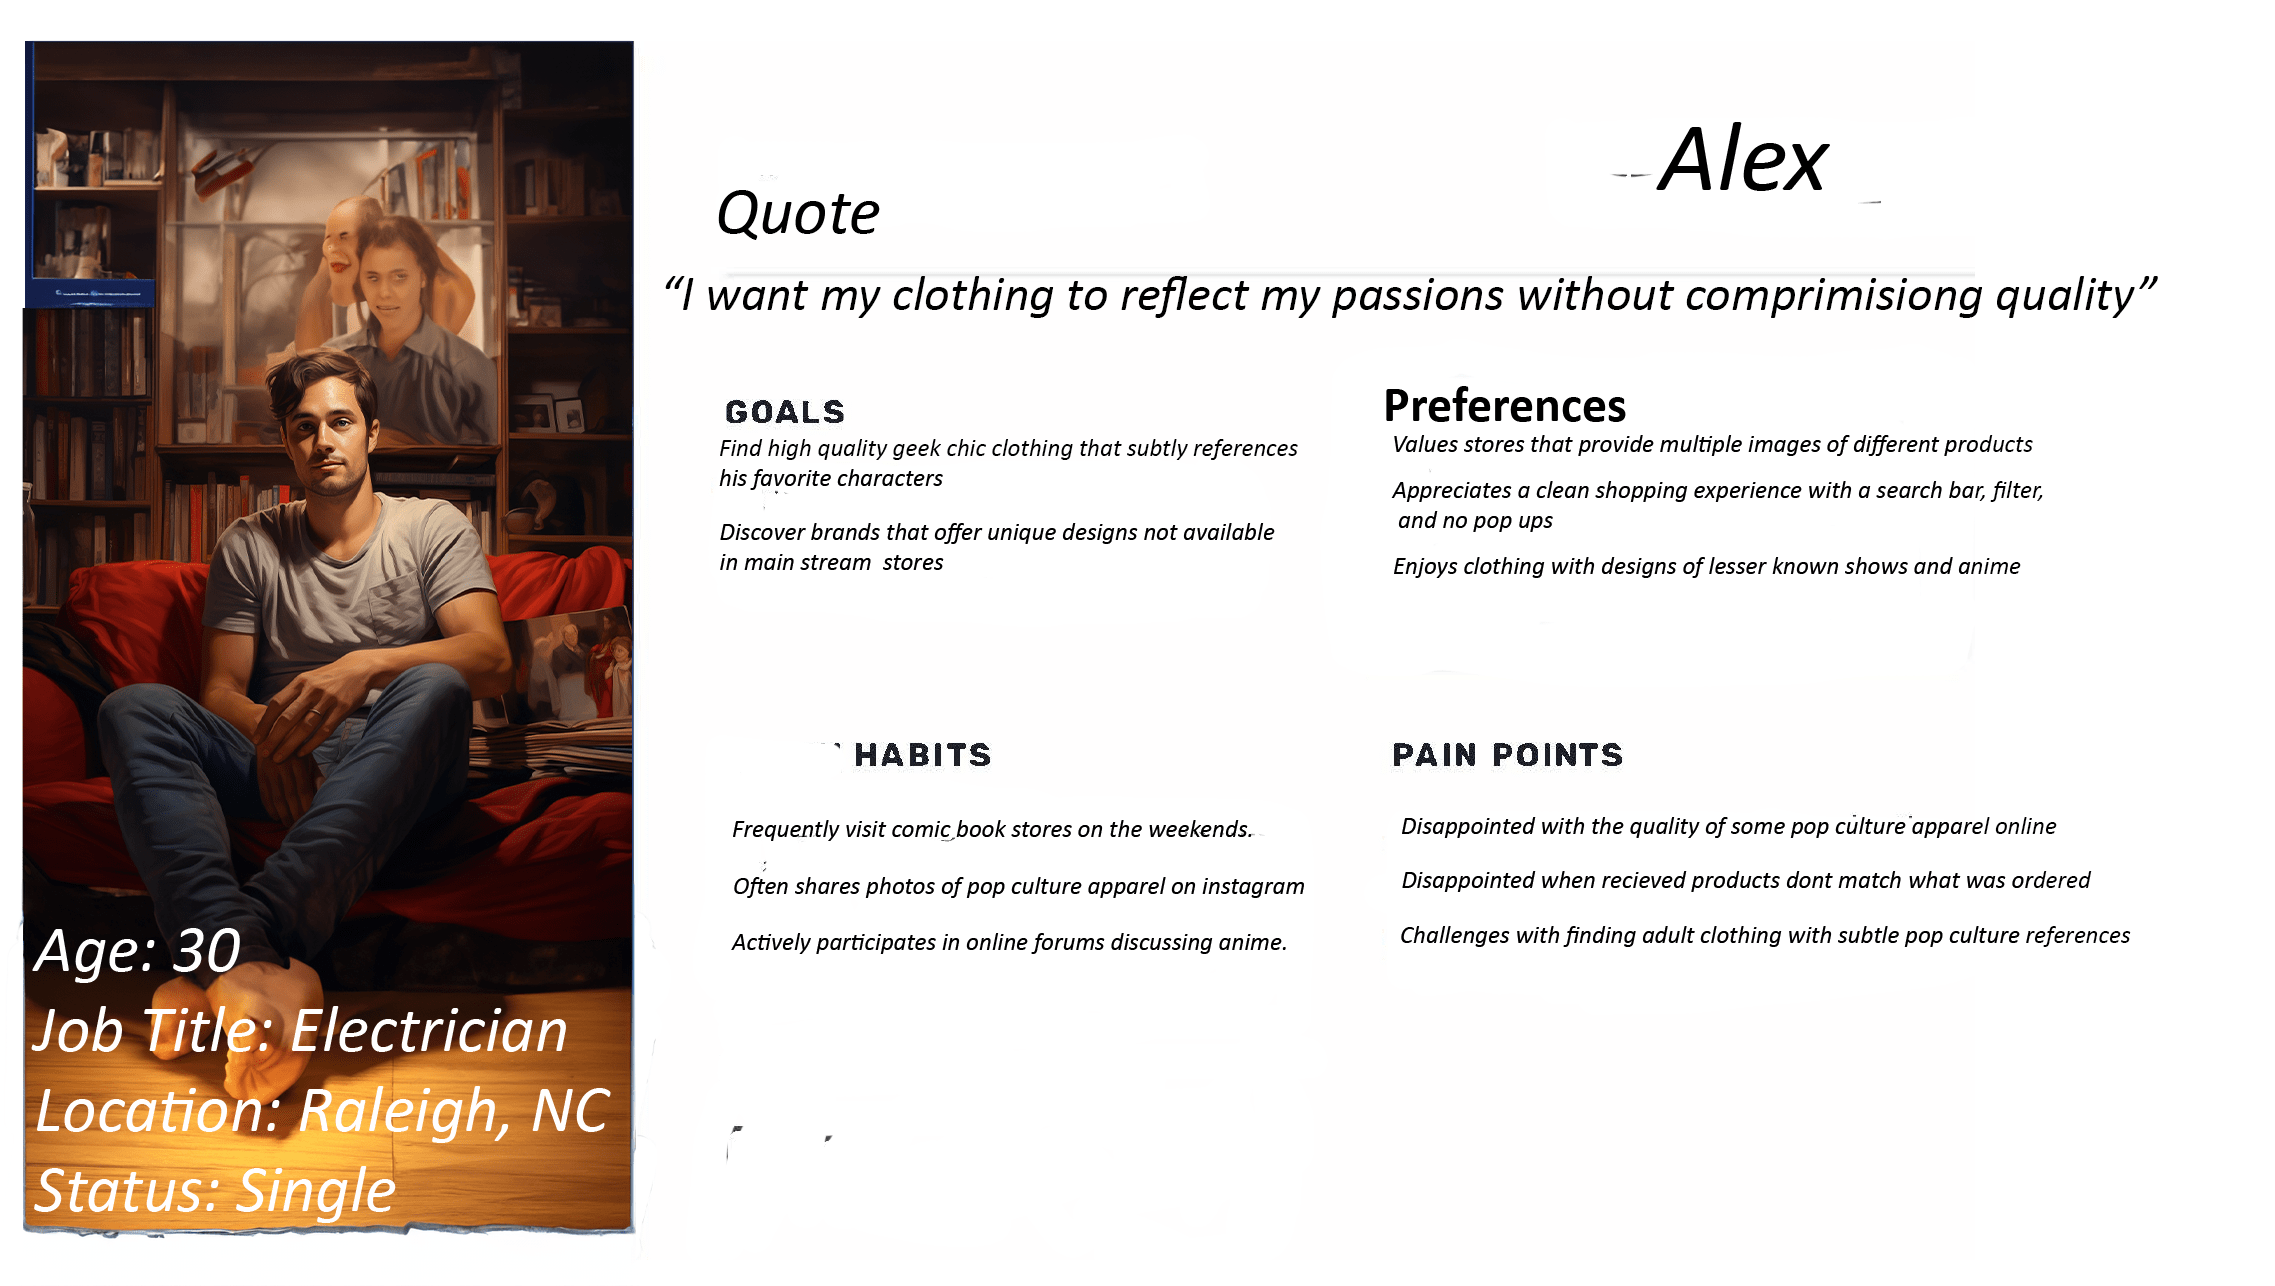 Alex
Quote
“I want my clothing to reflect my passions without comprimisiong quality”
GOALS
Find high quality geek chic clothing that subtly references
his favorite characters
Discover brands that offer unique designs not available
in main stream  stores
Preferences
Values stores that provide multiple images of different products
Appreciates a clean shopping experience with a search bar, filter,
and no pop ups
Enjoys clothing with designs of lesser known shows and anime
HABITS
Frequently visit comic book stores on the weekends.
Often shares photos of pop culture apparel on instagram
Actively participates in online forums discussing anime.
PAIN POINTS
Disappointed with the quality of some pop culture apparel online
Disappointed when recieved products dont match what was ordered
Challenges with finding adult clothing with subtle pop culture references
Age: 30
Job Title: Electrician
Location: Raleigh, NC
Status: Single